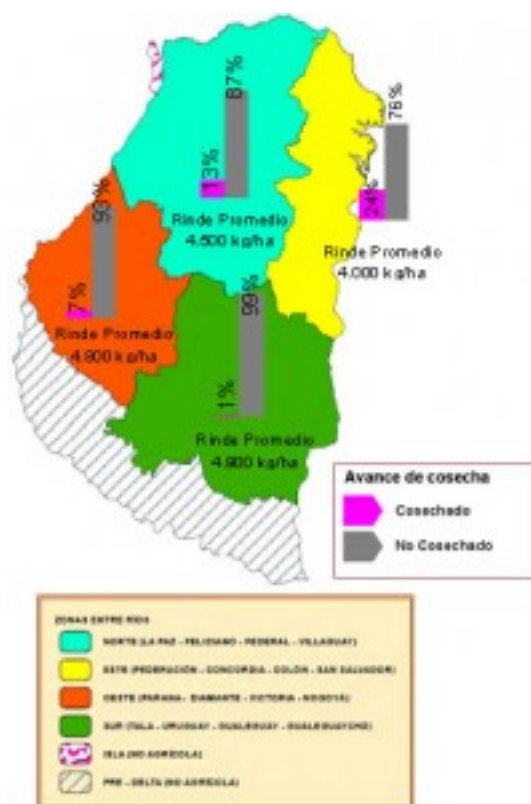 87%
13%
Rinde Promedio
4.500 kg/ha
76%
24%
Rinde Promedio
4.000 kg/ha
93%
7%
Rinde Promedio
4.800 kg/ha
99%
1%
Rinde Promedio
4.900 kg/ha
Avance de cosecha
Cosechado
No Cosechado
ZONAS ENTRE RÍOS
NORTE (LA PAZ - FELICIANO - FEDERAL - VILLAGUAY)
ESTE (FEDERACIÓN - CONCORDIA - COLÓN - SAN SALVADOR)
OESTE (PARANA - DIAMANTE - VICTORIA - NOGOYÁ)
SUR (TALA - URUGUAY - GUALEGUAY - GUALEGUAYCHÚ)
ISLA (NO AGRÍCOLA)
PRE - DELTA (NO AGRÍCOLA)